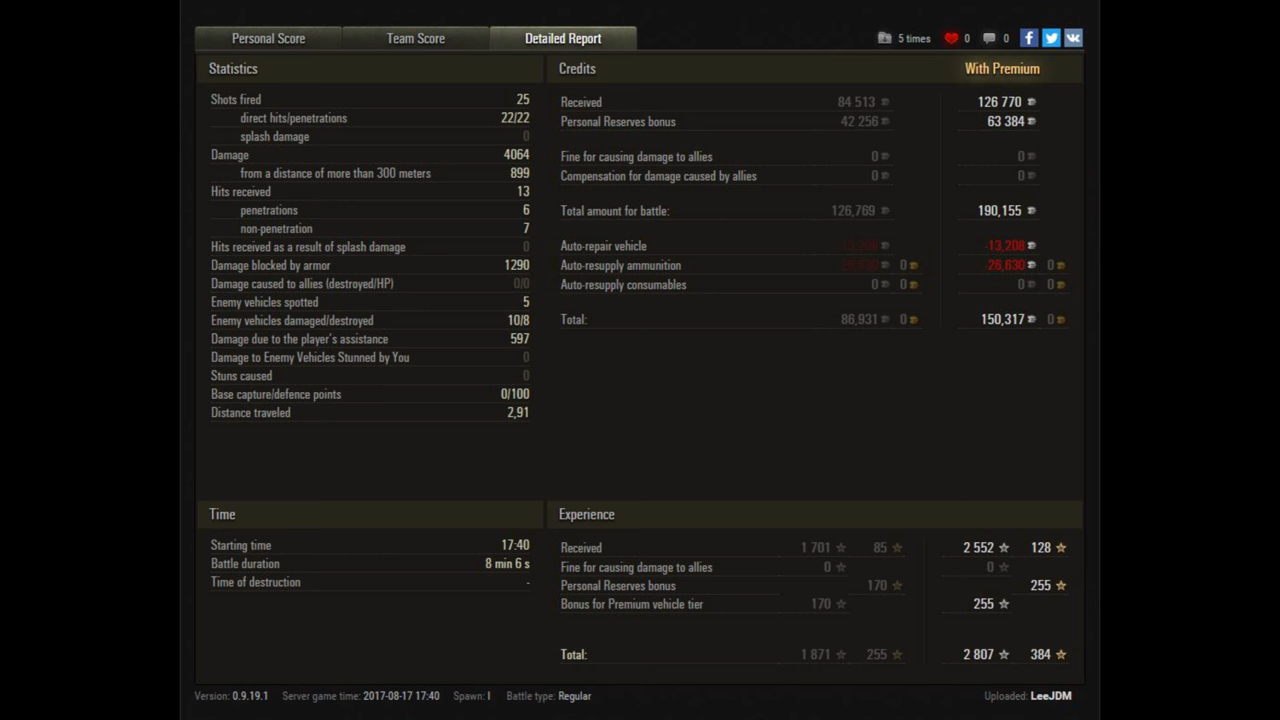 Personal Score Team Score Detailed Report 5 times 0 0
Statistics
Shots fired 25
direct hits/penetrations 22/22
splash damage 0
Damage 4064
from a distance of more than 300 meters 899
Hits received 13
penetrations 6
non-penetration 7
Hits received as a result of splash damage 0
Damage blocked by armor 1290
Damage caused to allies (destroyed/HP) 0/0
Enemy vehicles spotted 5
Enemy vehicles damaged/destroyed 10/8
Damage due to the player's assistance 597
Damage to Enemy Vehicles Stunned by You 0
Stuns caused 0
Base capture/defence points 0/100
Distance traveled 2,91
Credits With Premium
Received 84 513 126 770
Personal Reserves bonus 42 256 63 384
Fine for causing damage to allies 0 0
Compensation for damage caused by allies 0 0
Total amount for battle: 126,769 190,155
Auto-repair vehicle -13,208 -13,208
Auto-resupply ammunition 0 -26,630 0
Auto-resupply consumables 0 0 0 0
Total: 86,931 0 150,317 0
Time
Starting time 17:40
Battle duration 8 min 6 s
Time of destruction -
Experience
Received 1 701 85 2 552 128
Fine for causing damage to allies 0 0
Personal Reserves bonus 170 255
Bonus for Premium vehicle tier 170 255
Total: 1 871 255 2 807 384
Version: 0.9.19.1 Server game time: 2017-08-17 17:40 Spawn: I Battle type: Regular Uploaded: LeeJDM